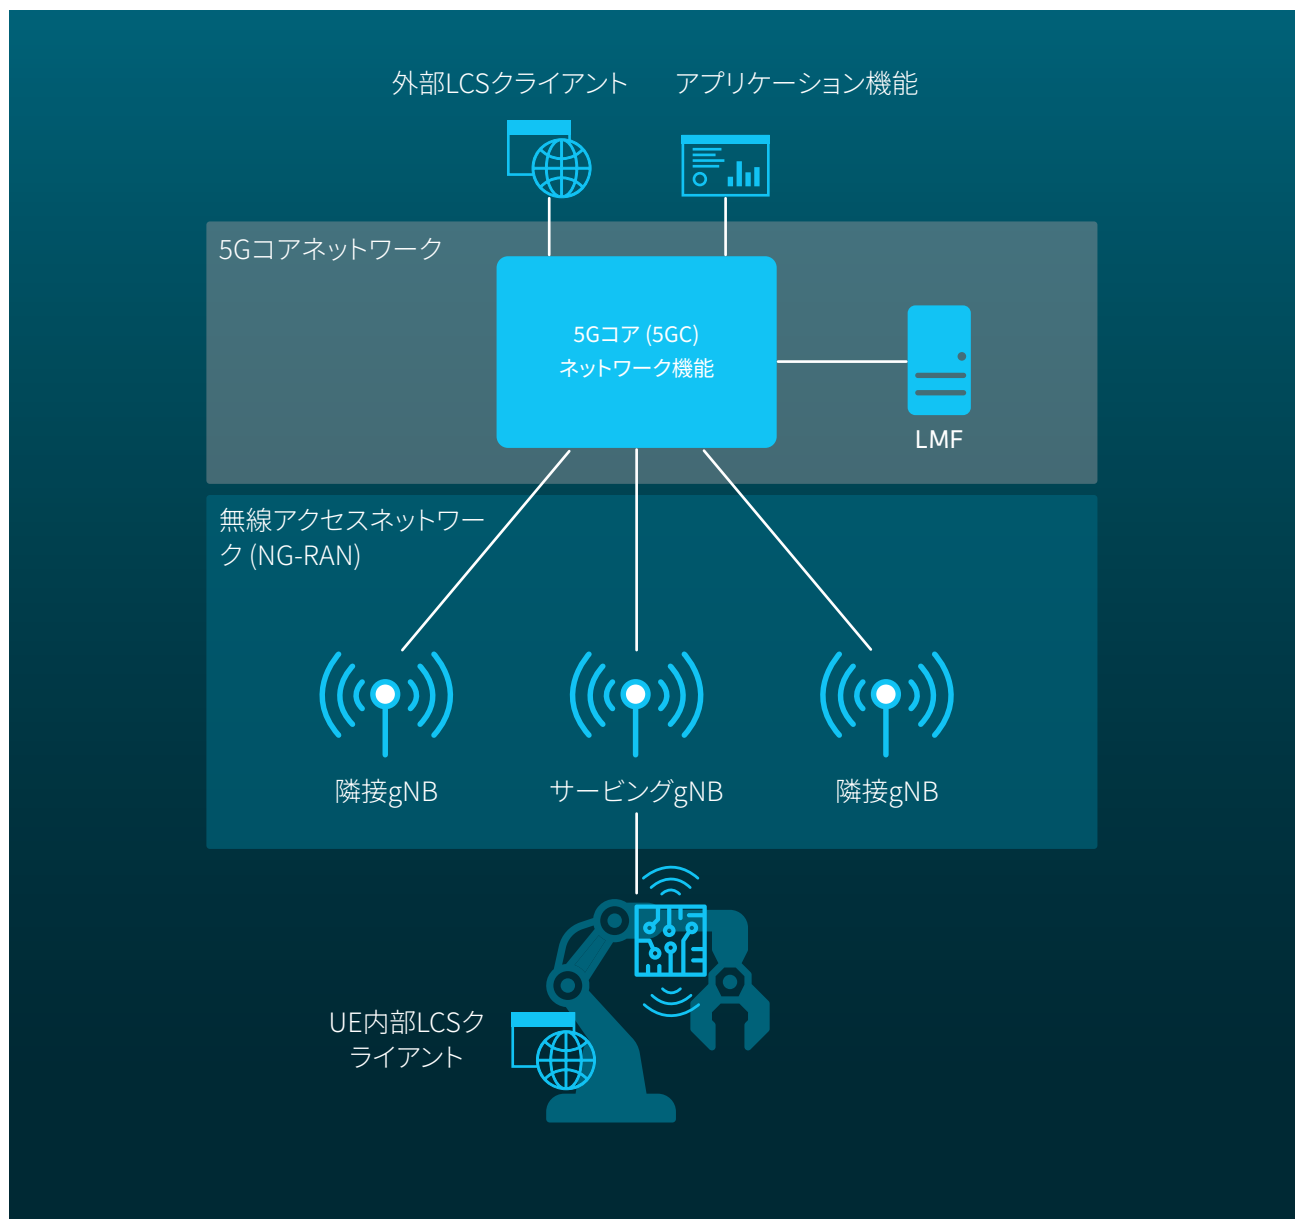 外部LCSクライアント
アプリケーション機能
5Gコアネットワーク
5Gコア (5GC)
ネットワーク機能
LMF
無線アクセスネットワー
ク (NG-RAN)
隣接gNB
サービングgNB
隣接gNB
UE内部LCSク
ライアント